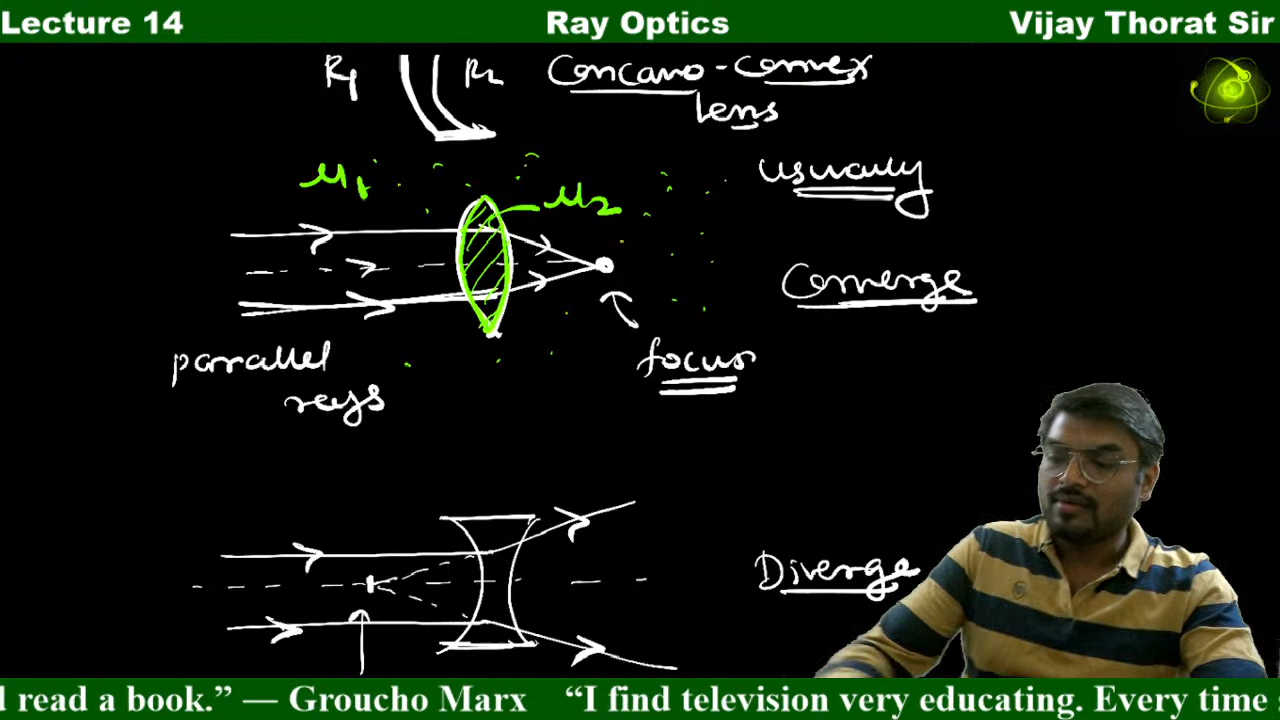 Lecture 14
Ray Optics
Vijay Thorat Sir
R1
R2
Concavo-Convex
lens
μ1
μ2
usually
Converge
parallel
rays
focus
Diverge
d read a book.” — Groucho Marx “I find television very educating. Every time